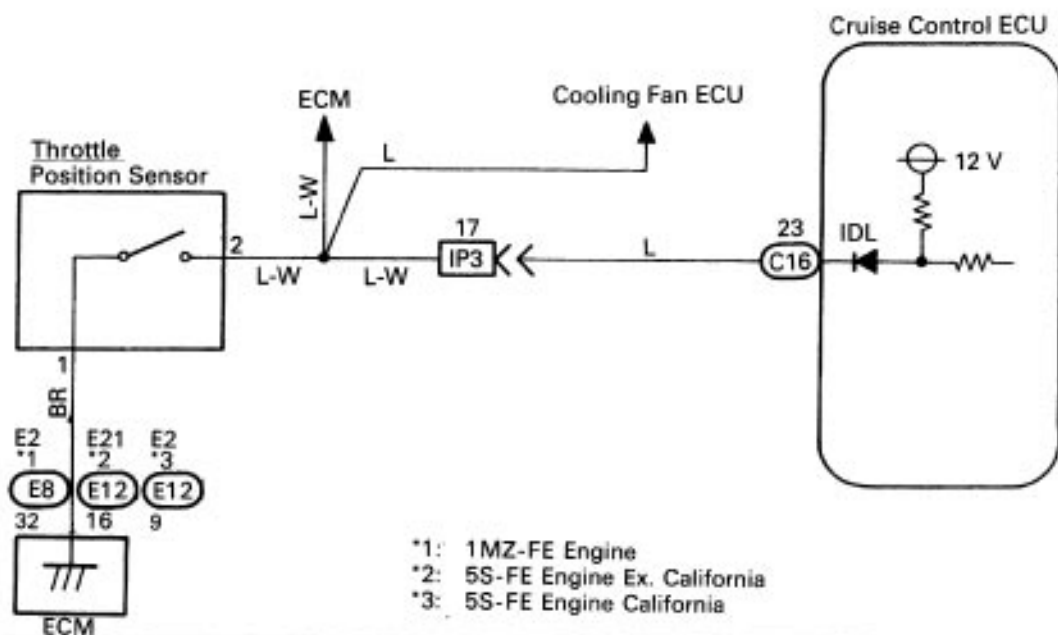 Cruise Control ECU
ECM
Cooling Fan ECU
Throttle
Position Sensor
L
L-W
12 V
2
17
23
IDL
L-W
L-W
IP3
L
C16
1
BR
E2
E21
E2
*1
*2
*3
E8
E12
E12
32
16
9
ECM
*1: 1MZ-FE Engine
*2: 5S-FE Engine Ex. California
*3: 5S-FE Engine California